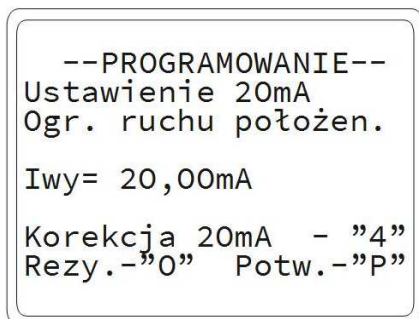 --PROGRAMOWANIE--
Ustawienie 20mA
Ogr. ruchu położen.
Iwy= 20,00mA
Korekcja 20mA - ”4”
Rezy.-”0” Potw.-”P”